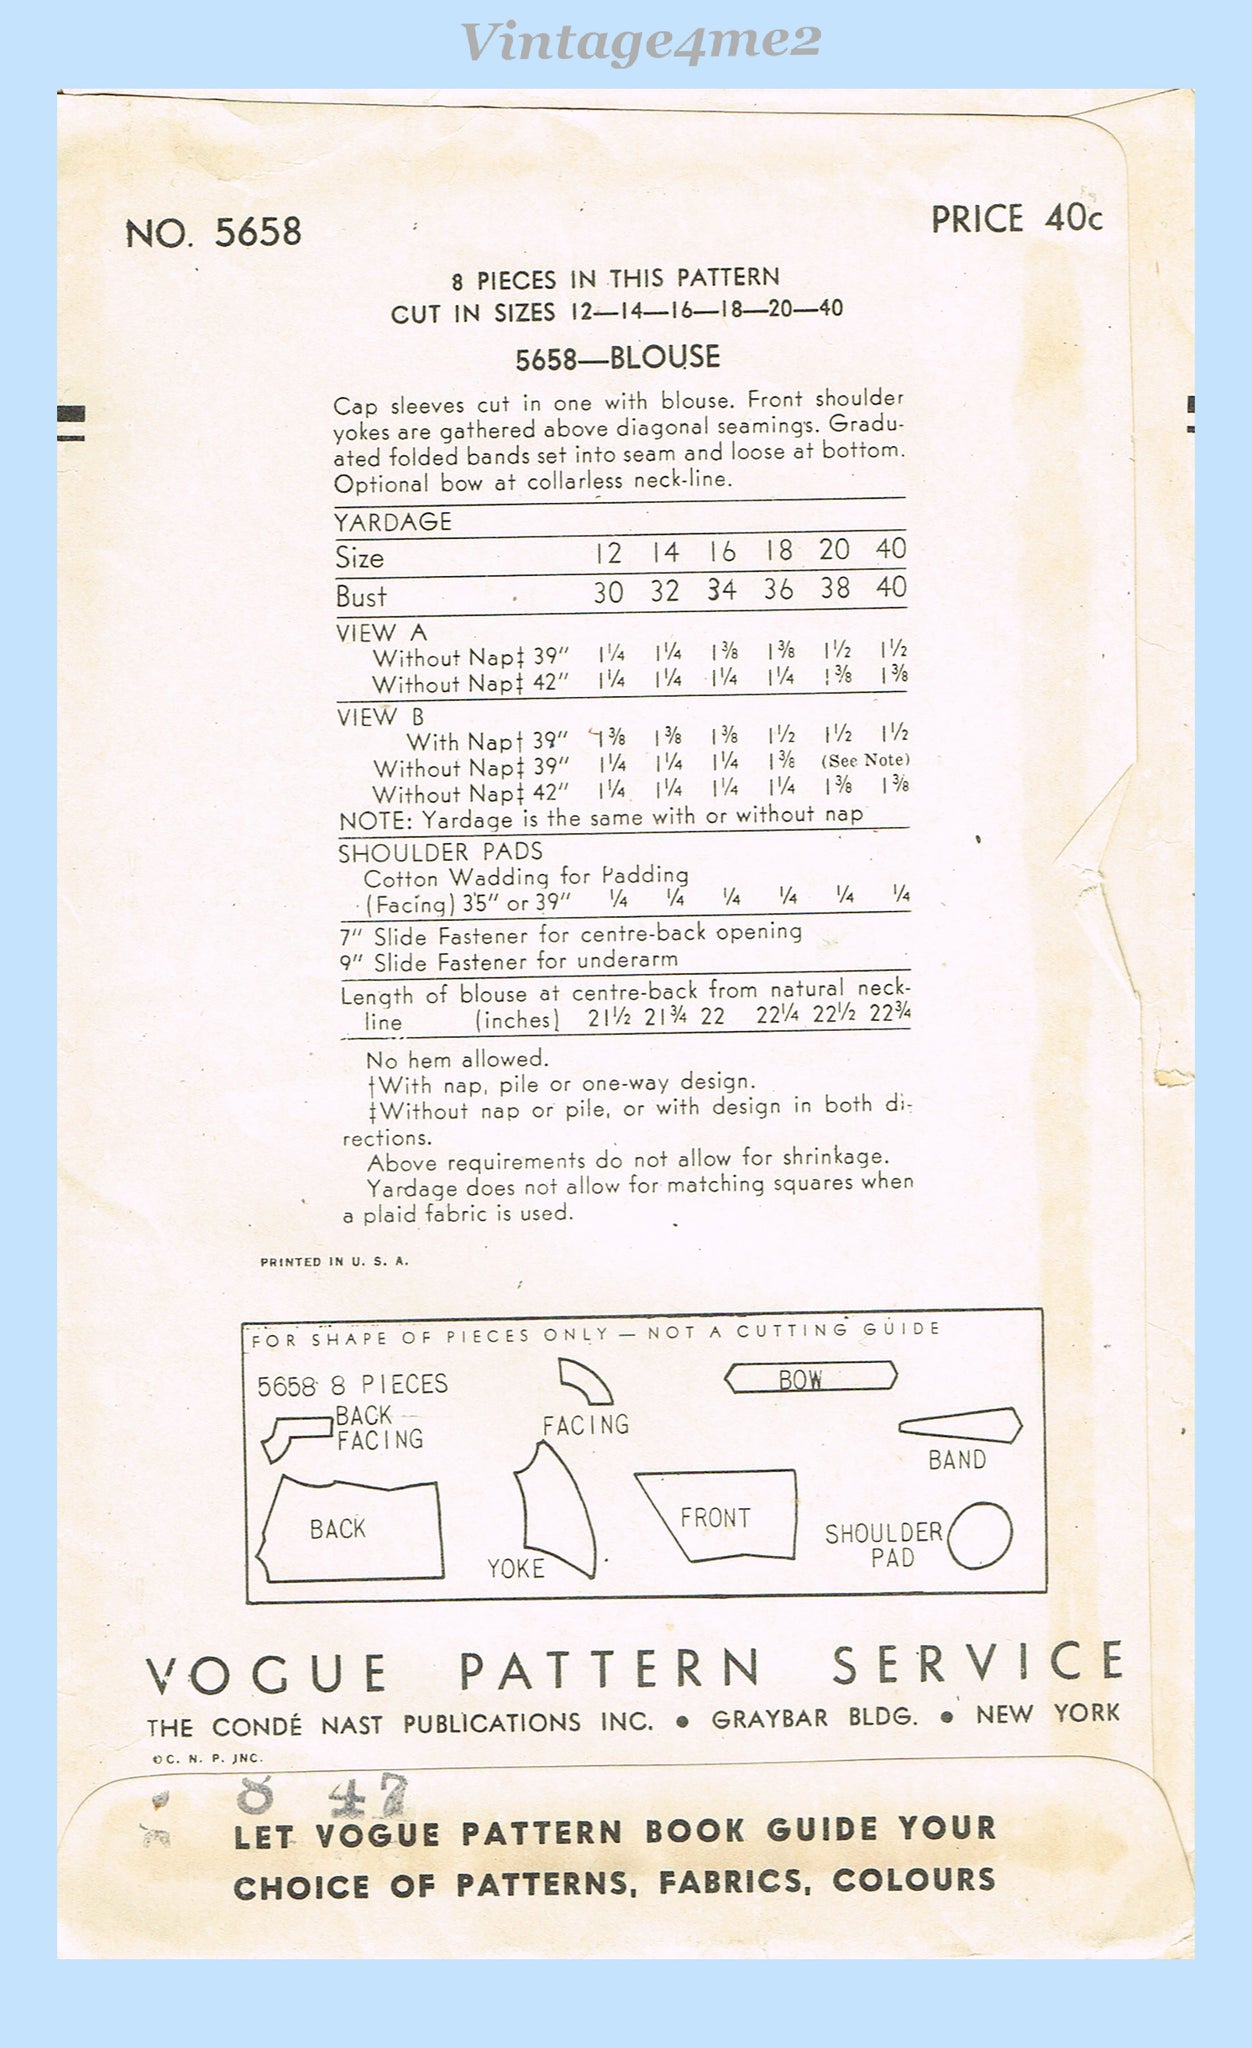 Vintage4me2
NO. 5658
PRICE 40c
8 PIECES IN THIS PATTERN
CUT IN SIZES 12—14—16—18—20—40
5658—BLOUSE
Cap sleeves cut in one with blouse. Front shoulder
yokes are gathered above diagonal seamings. Gradu-
ated folded bands set into seam and loose at bottom.
Optional bow at collarless neck-line.
YARDAGE
Size 12 14 16 18 20 40
Bust 30 32 34 36 38 40
VIEW A
Without Nap‡ 39" 1¼ 1¼ 1⅜ 1⅜ 1½ 1½
Without Nap‡ 42" 1¼ 1¼ 1¼ 1¼ 1⅜ 1⅜
VIEW B
With Nap† 39" 1⅜ 1⅜ 1⅜ 1½ 1½ 1½
Without Nap‡ 39" 1¼ 1¼ 1¼ 1⅜ (See Note)
Without Nap‡ 42" 1¼ 1¼ 1¼ 1¼ 1⅜ 1⅜
NOTE: Yardage is the same with or without nap
SHOULDER PADS
Cotton Wadding for Padding
(Facing) 35" or 39" ¼ ¼ ¼ ¼ ¼ ¼
7" Slide Fastener for centre-back opening
9" Slide Fastener for underarm
Length of blouse at centre-back from natural neck-
line (inches) 21½ 21¾ 22 22¼ 22½ 22¾
No hem allowed.
†With nap, pile or one-way design.
‡Without nap or pile, or with design in both di-
rections.
Above requirements do not allow for shrinkage.
Yardage does not allow for matching squares when
a plaid fabric is used.
PRINTED IN U. S. A.
FOR SHAPE OF PIECES ONLY — NOT A CUTTING GUIDE
5658 8 PIECES
BACK
FACING
FACING
BOW
BAND
BACK
YOKE
FRONT
SHOULDER
PAD
VOGUE PATTERN SERVICE
THE CONDÉ NAST PUBLICATIONS INC. • GRAYBAR BLDG. • NEW YORK
©C. N. P. INC.
8 47
LET VOGUE PATTERN BOOK GUIDE YOUR
CHOICE OF PATTERNS, FABRICS, COLOURS